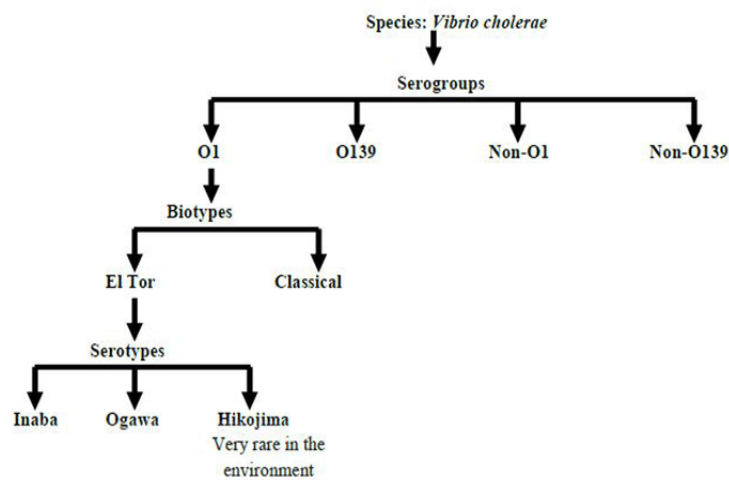 Species: Vibrio cholerae
Serogroups
O1 O139 Non-O1 Non-O139
Biotypes
El Tor Classical
Serotypes
Inaba Ogawa Hikojima
Very rare in the
environment